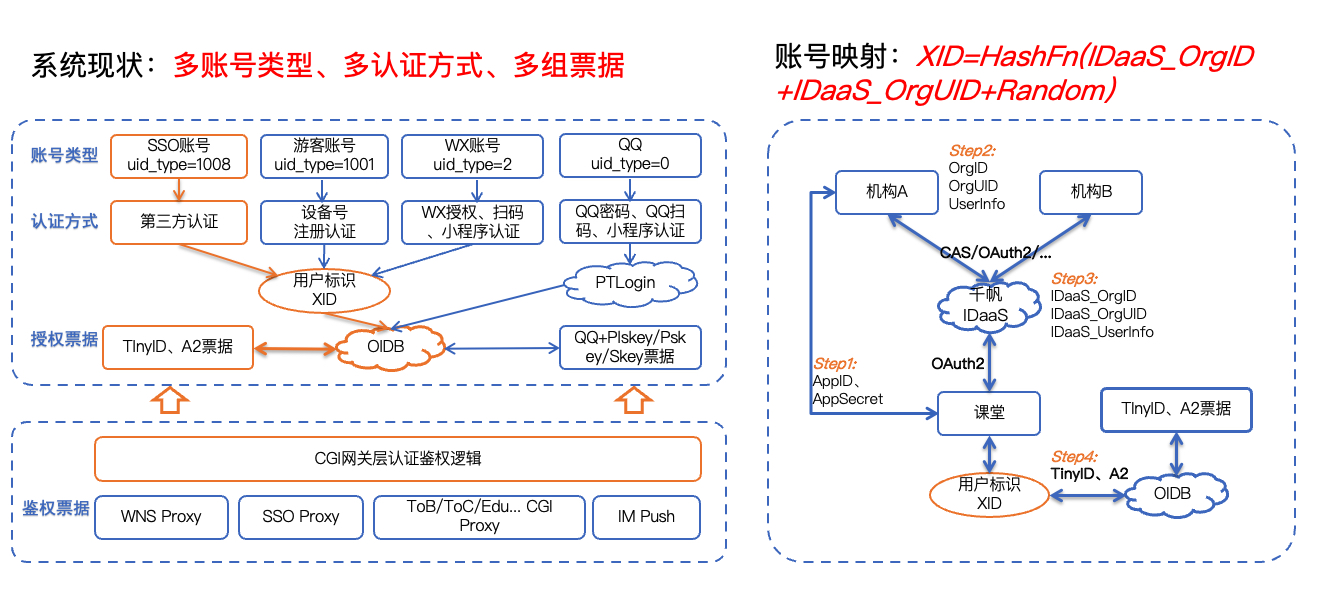 系统现状：多账号类型、多认证方式、多组票据
账号类型
SSO账号
uid_type=1008
游客账号
uid_type=1001
WX账号
uid_type=2
QQ
uid_type=0
认证方式
第三方认证
设备号
注册认证
WX授权、扫码
、小程序认证
QQ密码、QQ扫
码、小程序认证
用户标识
XID
PTLogin
授权票据
TInyID、A2票据
OIDB
QQ+Plskey/Psk
ey/Skey票据
CGI网关层认证鉴权逻辑
鉴权票据
WNS Proxy
SSO Proxy
ToB/ToC/Edu... CGI
Proxy
IM Push
账号映射：XID=HashFn(IDaaS_OrgID
+IDaaS_OrgUID+Random)
机构A
Step2:
OrgID
OrgUID
UserInfo
机构B
CAS/OAuth2/...
千帆
IDaaS
Step3:
IDaaS_OrgID
IDaaS_OrgUID
IDaaS_UserInfo
Step1:
AppID、
AppSecret
OAuth2
课堂
TInyID、A2票据
用户标识
XID
Step4:
TinyID、A2
OIDB